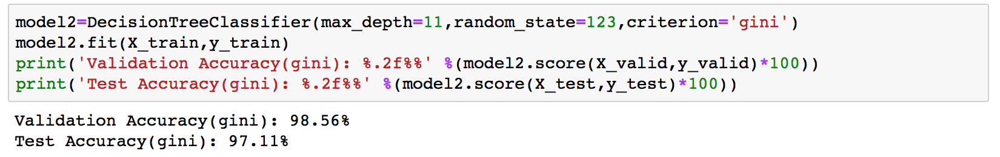 model2=DecisionTreeClassifier(max_depth=11,random_state=123,criterion='gini')
model2.fit(X_train,y_train)
print('Validation Accuracy(gini): %.2f%%' %(model2.score(X_valid,y_valid)*100))
print('Test Accuracy(gini): %.2f%%' %(model2.score(X_test,y_test)*100))
Validation Accuracy(gini): 98.56%
Test Accuracy(gini): 97.11%